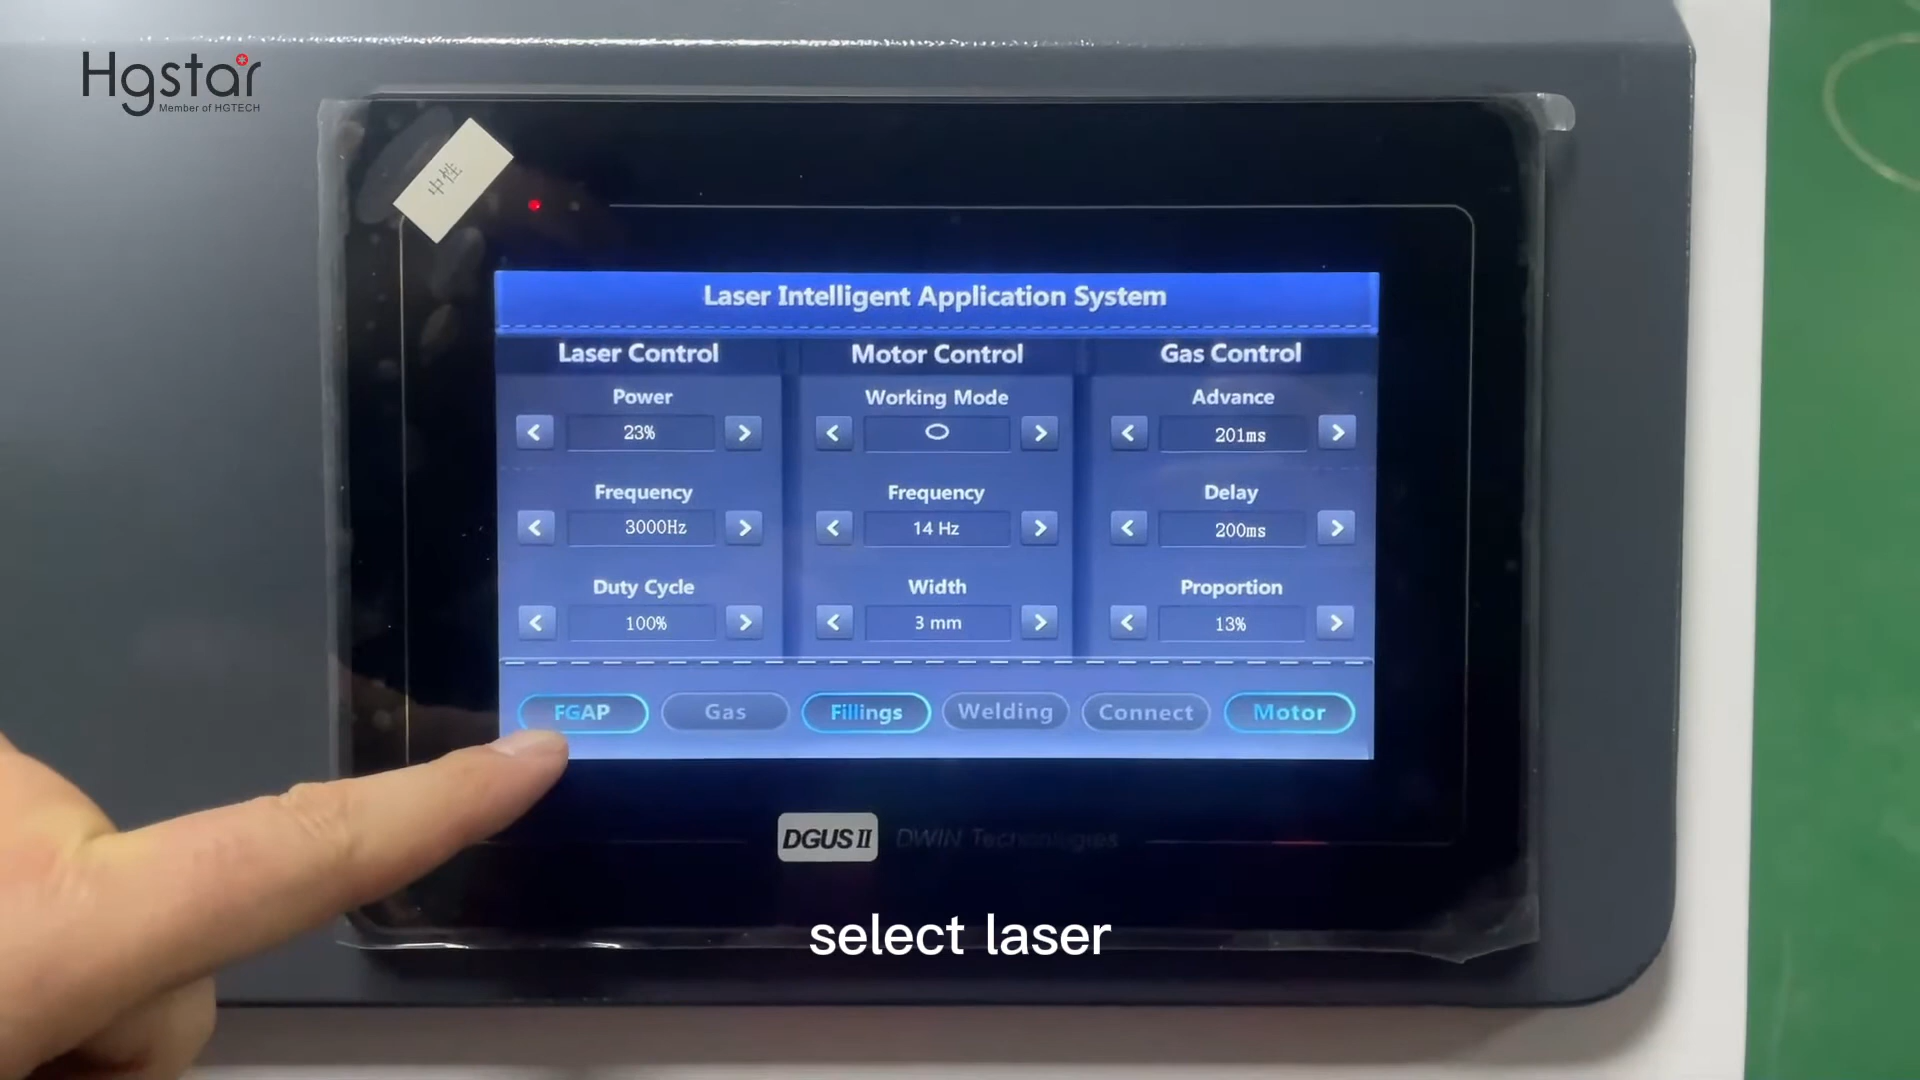 Hgstar
Member of HGTECH
中性
Laser Intelligent Application System
Laser Control
Motor Control
Gas Control
Power
Working Mode
Advance
< 23% >
< >
< 201ms >
Frequency
Frequency
Delay
< 3000Hz >
< 14 Hz >
< 200ms >
Duty Cycle
Width
Proportion
< 100% >
< 3 mm >
< 13% >
FGAP
Gas
Fillings
Welding
Connect
Motor
DGUS II DWIN Technologies
select laser